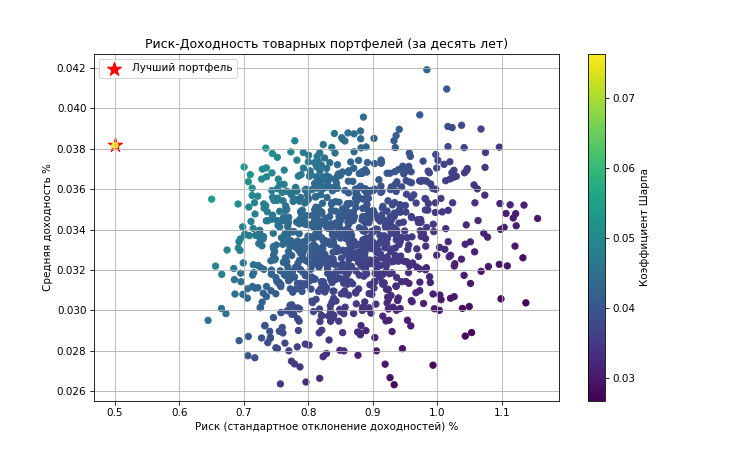 Риск-Доходность товарных портфелей (за десять лет)
Лучший портфель
Средняя доходность %
0.042
0.040
0.038
0.036
0.034
0.032
0.030
0.028
0.026
0.5 0.6 0.7 0.8 0.9 1.0 1.1
Риск (стандартное отклонение доходностей) %
0.07
0.06
0.05
0.04
0.03
Коэффициент Шарпа